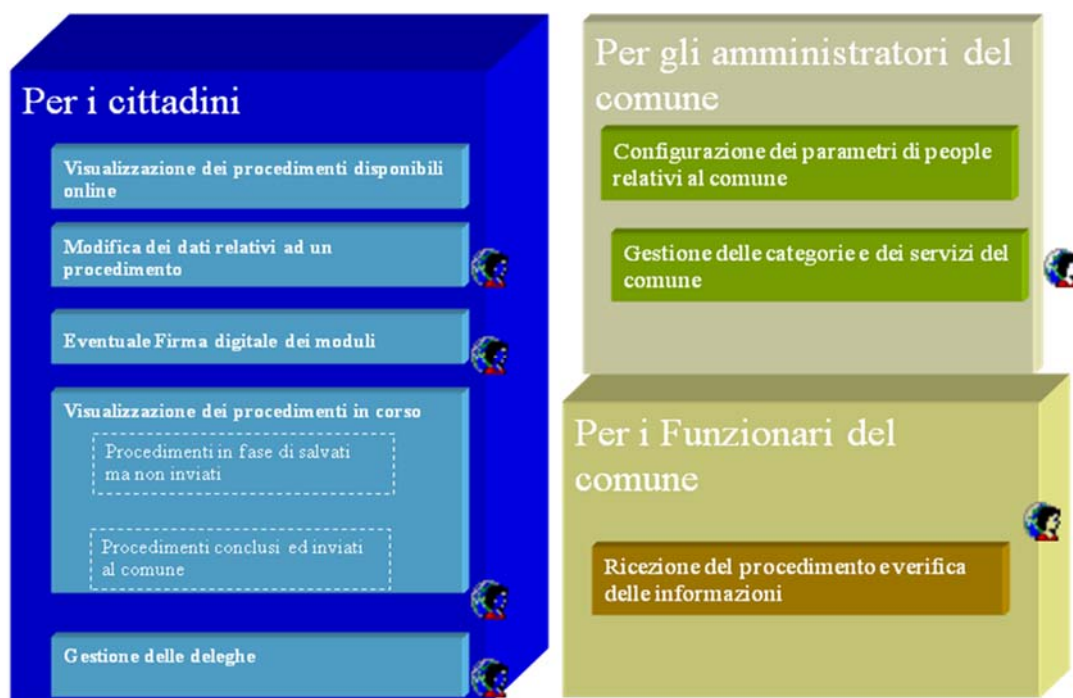 Per i cittadini
Visualizzazione dei procedimenti disponibili
online
Modifica dei dati relativi ad un
procedimento
Eventuale Firma digitale dei moduli
Visualizzazione dei procedimenti in corso
Procedimenti in fase di salvati
ma non inviati
Procedimenti conclusi ed inviati
al comune
Gestione delle deleghe
Per gli amministratori del
comune
Configurazione dei parametri di people
relativi al comune
Gestione delle categorie e dei servizi del
comune
Per i Funzionari del
comune
Ricezione del procedimento e verifica
delle informazioni